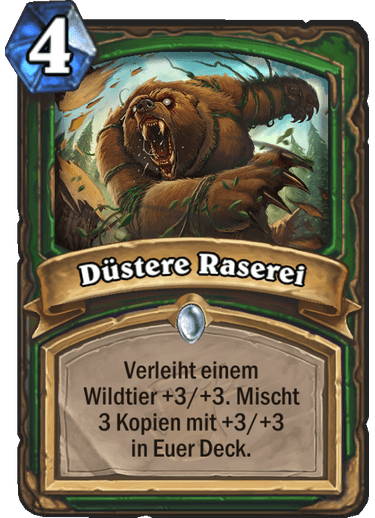 4
Düstere Raserei
Verleiht einem
Wildtier +3/+3. Mischt
3 Kopien mit +3/+3
in Euer Deck.